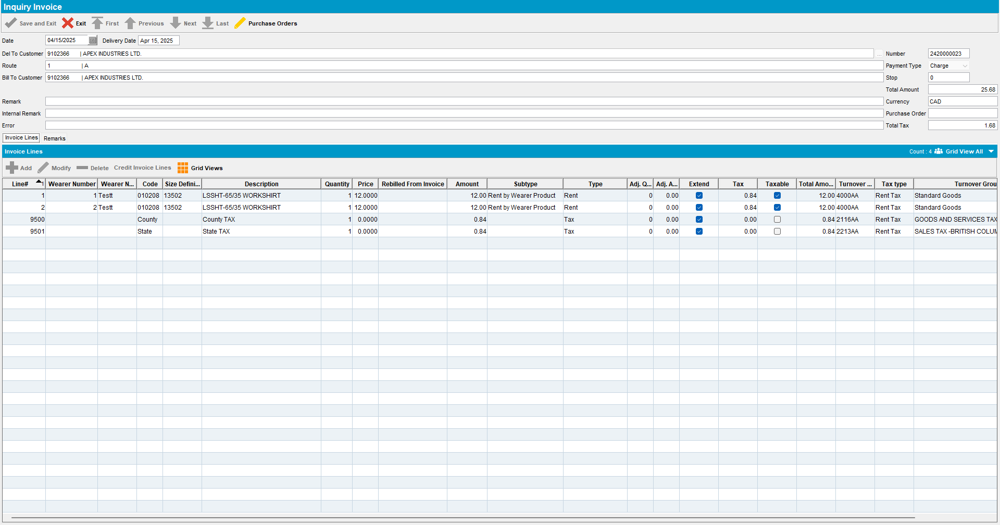 Inquiry Invoice
Save and Exit Exit First Previous Next Last Purchase Orders
Date 04/15/2025 16 Delivery Date Apr 15, 2025
Del To Customer 9102366 | APEX INDUSTRIES LTD. ... Number 2420000023
Route 1 | A Payment Type Charge
Bill To Customer 9102366 | APEX INDUSTRIES LTD. Stop 0
Total Amount 25.68
Remark Currency CAD
Internal Remark Purchase Order
Error Total Tax 1.68
Invoice Lines Remarks
Invoice Lines Count : 4 Grid View All
Add Modify Delete Credit Invoice Lines Grid Views
Line# 1 Wearer Number Wearer N... Code Size Defini... Description Quantity Price Rebilled From Invoice Amount Subtype Type Adj. Q... Adj. A... Extend Tax Taxable Total Amo... Turnover ... Tax type Turnover Grou
1 1 Testt 010208 13502 LSSHT-65/35 WORKSHIRT 1 12.0000 12.00 Rent by Wearer Product Rent 0 0.00 0.84 12.00 4000AA Rent Tax Standard Goods
2 2 Testt 010208 13502 LSSHT-65/35 WORKSHIRT 1 12.0000 12.00 Rent by Wearer Product Rent 0 0.00 0.84 12.00 4000AA Rent Tax Standard Goods
9500 County County TAX 1 0.0000 0.84 Tax 0 0.00 0.00 0.84 2116AA Rent Tax GOODS AND SERVICES TAX
9501 State State TAX 1 0.0000 0.84 Tax 0 0.00 0.00 0.84 2213AA Rent Tax SALES TAX -BRITISH COLUM